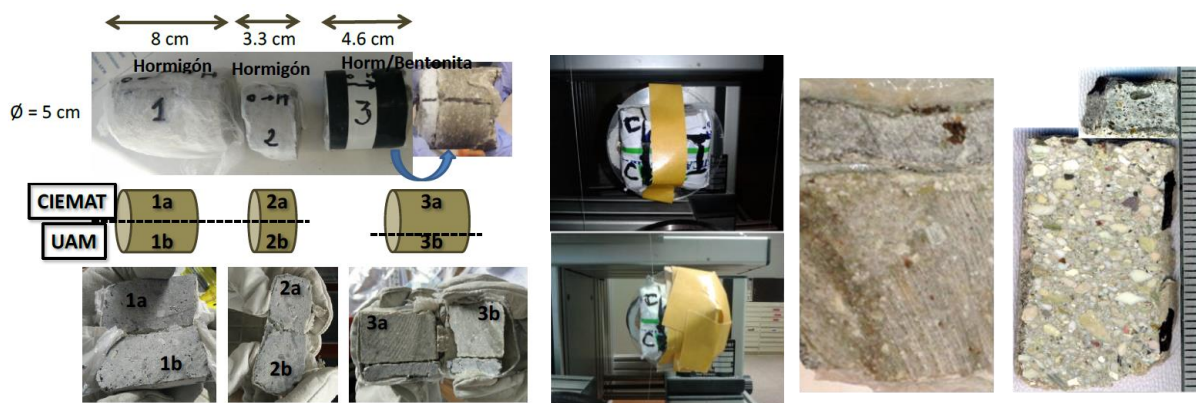 8 cm
3.3 cm
4.6 cm
Hormigón
Hormigón
Horm/Bentonita
Ø = 5 cm
1
2
3
CIEMAT
UAM
1a
2a
3a
1b
2b
3b
1a
1b
2a
2b
3a
3b
C
C
C
C